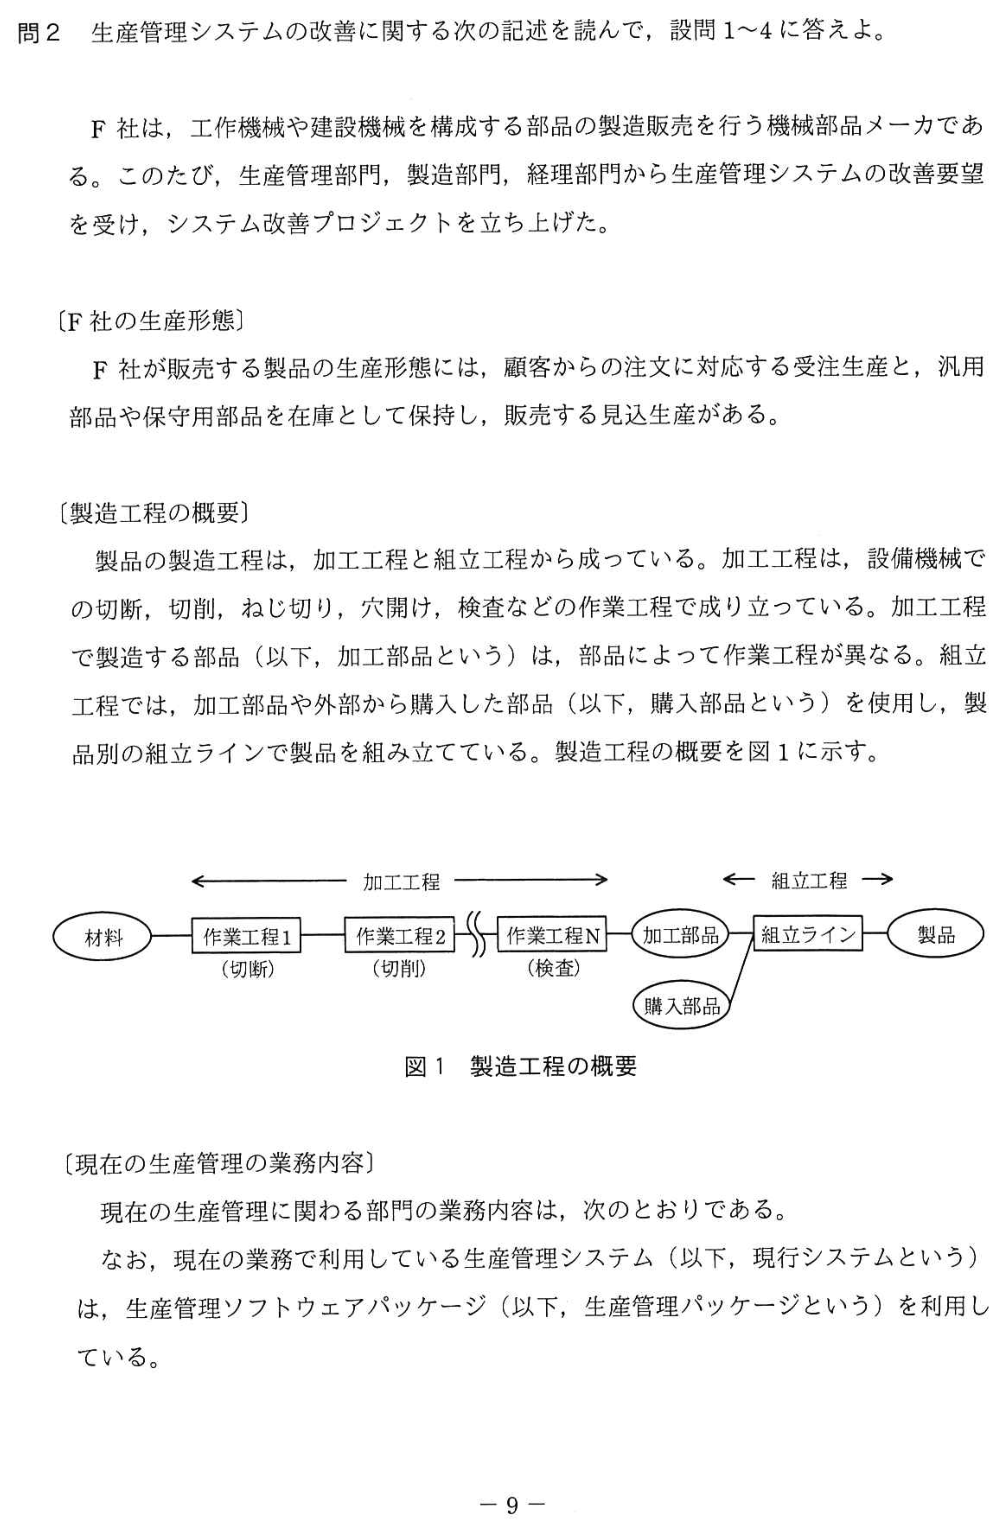 問2　生産管理システムの改善に関する次の記述を読んで，設問1～4に答えよ。
F 社は，工作機械や建設機械を構成する部品の製造販売を行う機械部品メーカであ
る。このたび，生産管理部門，製造部門，経理部門から生産管理システムの改善要望
を受け，システム改善プロジェクトを立ち上げた。
〔F 社の生産形態〕
F 社が販売する製品の生産形態には，顧客からの注文に対応する受注生産と，汎用
部品や保守用部品を在庫として保持し，販売する見込生産がある。
〔製造工程の概要〕
製品の製造工程は，加工工程と組立工程から成っている。加工工程は，設備機械で
の切断，切削，ねじ切り，穴開け，検査などの作業工程で成り立っている。加工工程
で製造する部品（以下，加工部品という）は，部品によって作業工程が異なる。組立
工程では，加工部品や外部から購入した部品（以下，購入部品という）を使用し，製
品別の組立ラインで製品を組み立てている。製造工程の概要を図1に示す。
加工工程　組立工程
材料　作業工程1　作業工程2　作業工程N　加工部品　組立ライン　製品
（切断）　（切削）　（検査）
購入部品
図1　製造工程の概要
〔現在の生産管理の業務内容〕
現在の生産管理に関わる部門の業務内容は，次のとおりである。
なお，現在の業務で利用している生産管理システム（以下，現行システムという）
は，生産管理ソフトウェアパッケージ（以下，生産管理パッケージという）を利用し
ている。
－ 9 －